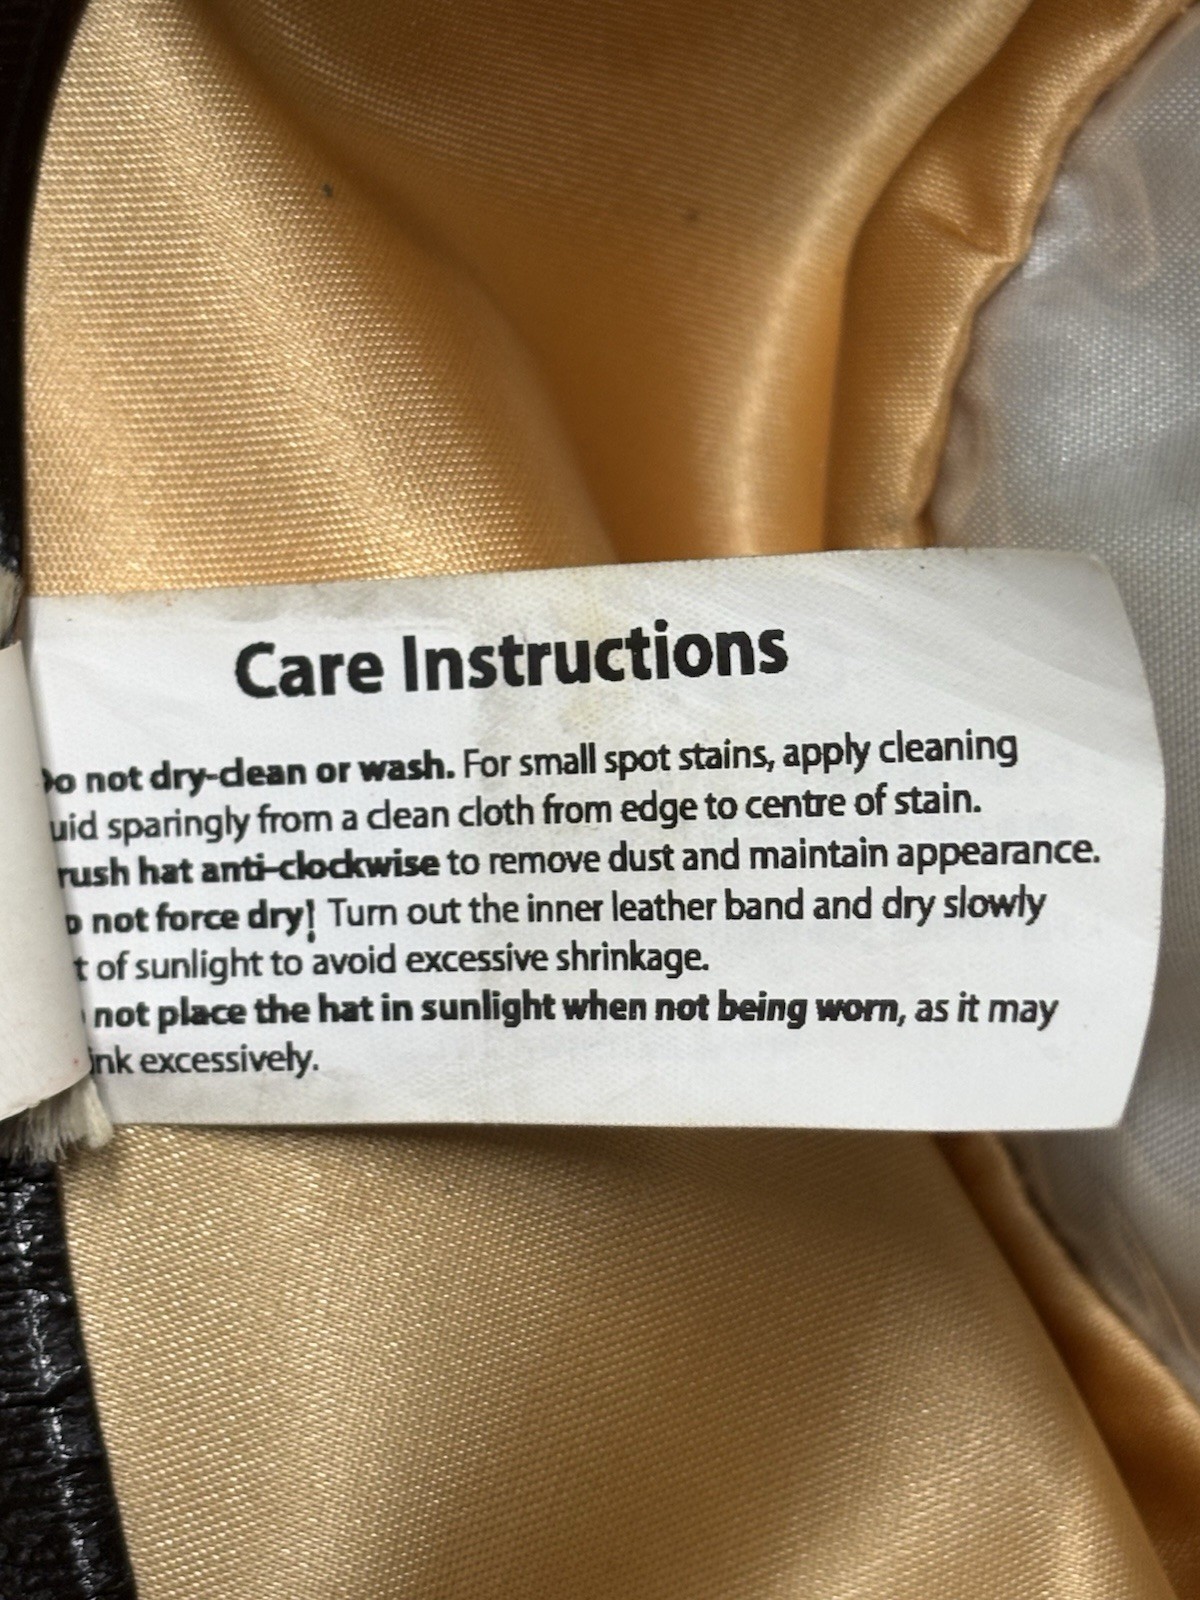 Care Instructions
Do not dry-clean or wash. For small spot stains, apply cleaning
uid sparingly from a clean cloth from edge to centre of stain.
rush hat anti-clockwise to remove dust and maintain appearance.
o not force dry! Turn out the inner leather band and dry slowly
t of sunlight to avoid excessive shrinkage.
not place the hat in sunlight when not being worn, as it may
ink excessively.